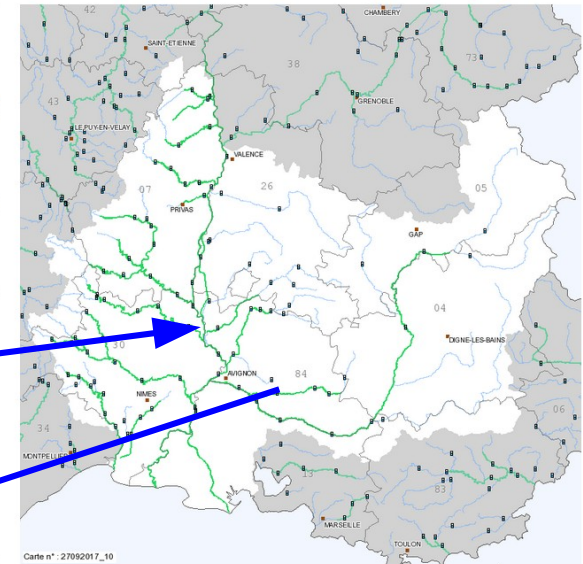 42
CHAMBERY
SAINT-ETIENNE
38
73
43
GRENOBLE
LE PUY-EN-VELAY
VALENCE
07
26
05
PRIVAS
GAP
04
DIGNE-LES-BAINS
30
AVIGNON
84
NIMES
34
06
MONTPELLIER
13
83
MARSEILLE
TOULON
Carte n° : 27092017_10